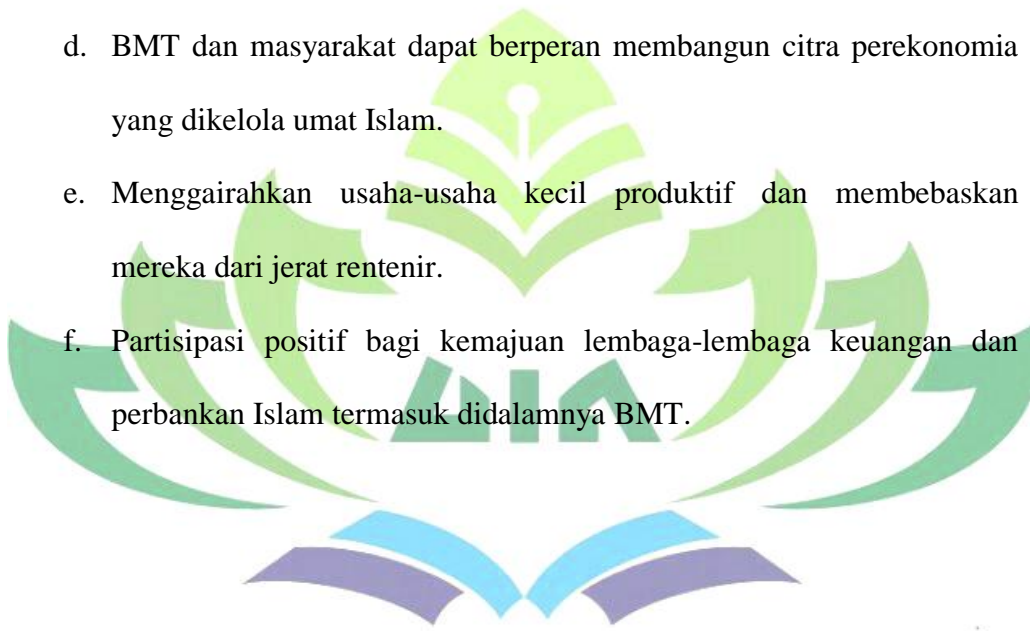 d. BMT dan masyarakat dapat berperan membangun citra perekonomia
yang dikelola umat Islam.
e. Menggairahkan usaha-usaha kecil produktif dan membebaskan
mereka dari jerat rentenir.
f. Partisipasi positif bagi kemajuan lembaga-lembaga keuangan dan
perbankan Islam termasuk didalamnya BMT.